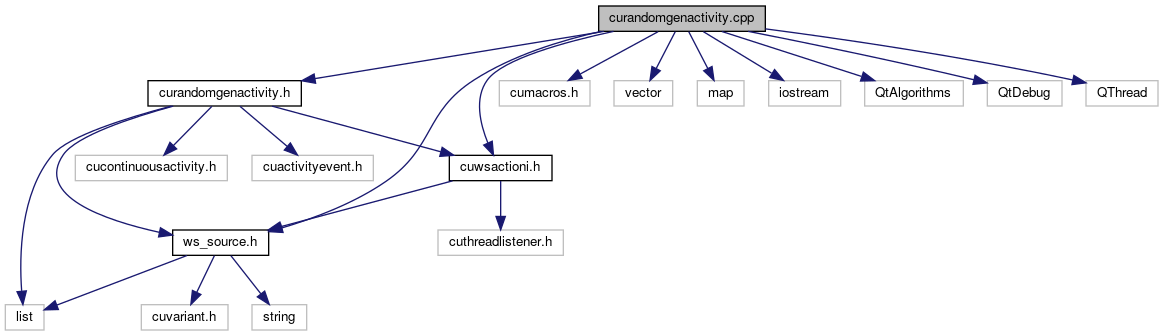 curandomgenactivity.cpp
curandomgenactivity.h
cumacros.h
vector
map
iostream
QtAlgorithms
QtDebug
QThread
cucontinuousactivity.h
cuactivityevent.h
cuwsactioni.h
ws_source.h
cuthreadlistener.h
list
cuvariant.h
string